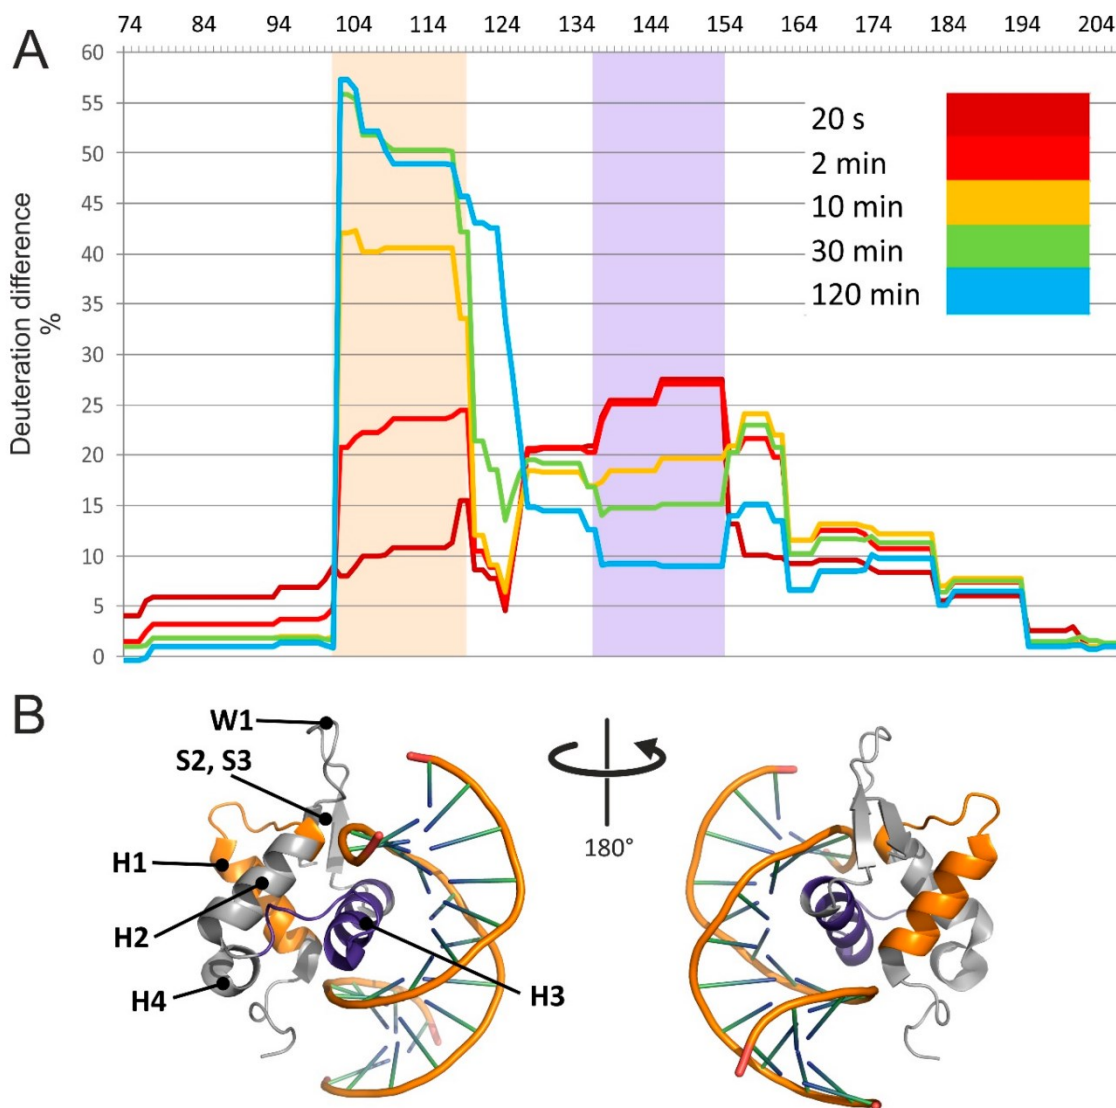 A
74 84 94 104 114 124 134 144 154 164 174 184 194 204
60
55
50
45
40
35
30
25
20
15
10
5
0
Deuteration difference
%
20 s
2 min
10 min
30 min
120 min
B
W1
S2, S3
H1
H2
H4
H3
180°